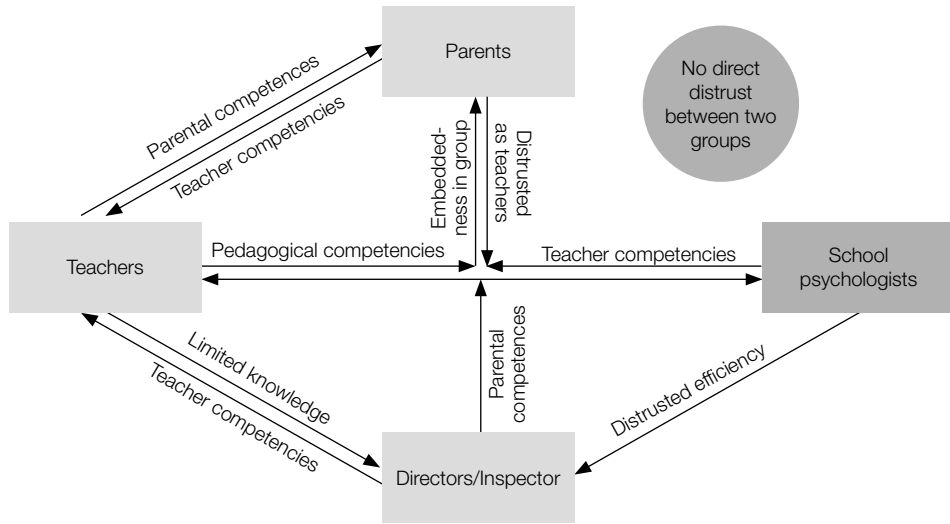 Parents
No direct
distrust
between two
groups
Parental competences
Teacher competencies
Embedded-
ness in group
Distrusted
as teachers
Teachers
Pedagogical competencies
Teacher competencies
School
psychologists
Limited knowledge
Teacher competencies
Parental
competences
Distrusted efficiency
Directors/Inspector